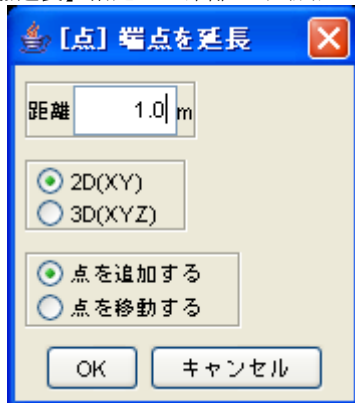 [点] 端点を延長
距離 1.0 m
2D(XY)
3D(XYZ)
点を追加する
点を移動する
OK キャンセル